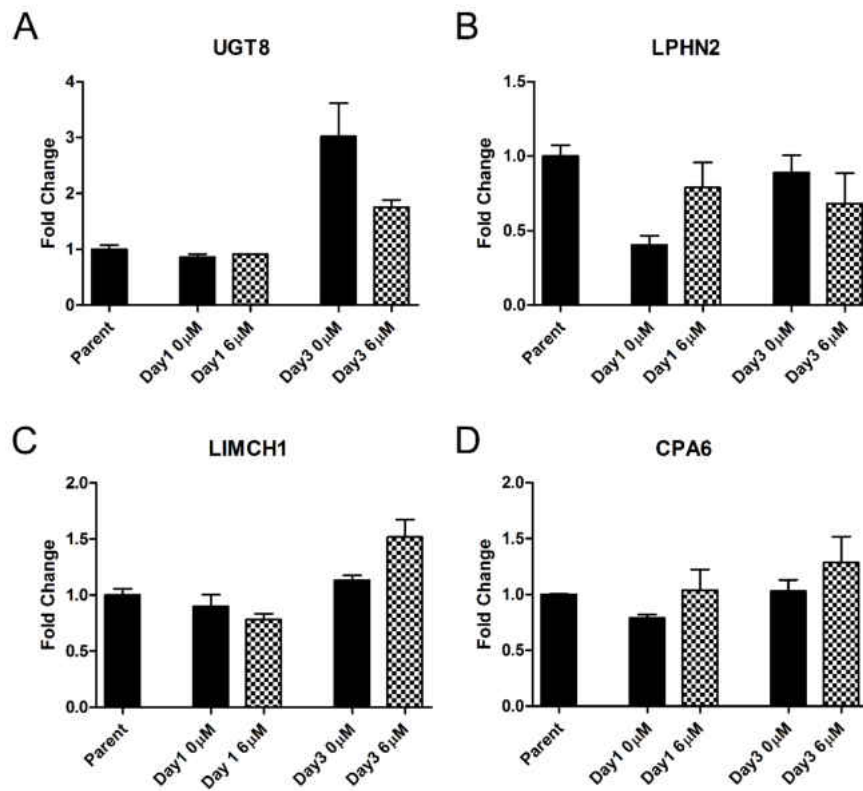 A
UGT8
Fold Change
4
3
2
1
0
Parent
Day1 0μM
Day1 6μM
Day3 0μM
Day3 6μM
B
LPHN2
Fold Change
1.5
1.0
0.5
0.0
Parent
Day1 0μM
Day1 6μM
Day3 0μM
Day3 6μM
C
LIMCH1
Fold Change
2.0
1.5
1.0
0.5
0.0
Parent
Day1 0μM
Day 1 6μM
Day3 0μM
Day3 6μM
D
CPA6
Fold Change
2.0
1.5
1.0
0.5
0.0
Parent
Day1 0μM
Day1 6μM
Day3 0μM
Day3 6μM